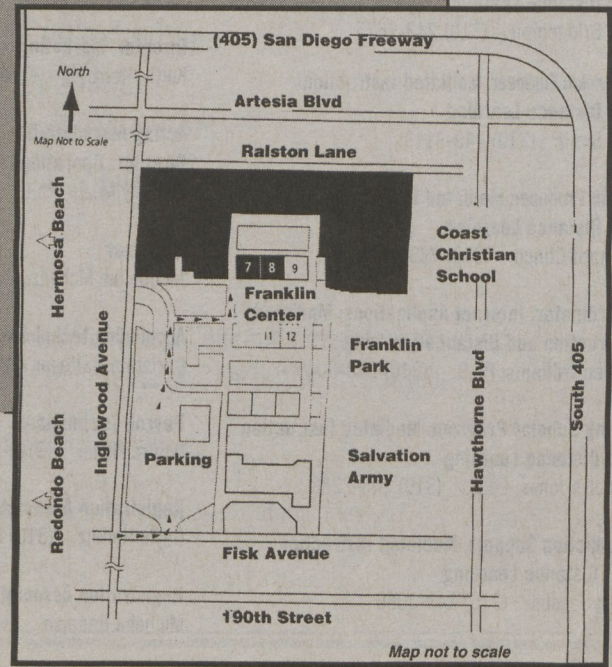 (405) San Diego Freeway
North
Artesia Blvd
Map Not to Scale
Ralston Lane
Hermosa Beach
Coast
Christian
School
7 8 9
Franklin
Center
11 12
Franklin
Park
Inglewood Avenue
Hawthorne Blvd
South 405
Redondo Beach
Parking
Salvation
Army
Fisk Avenue
190th Street
Map not to scale